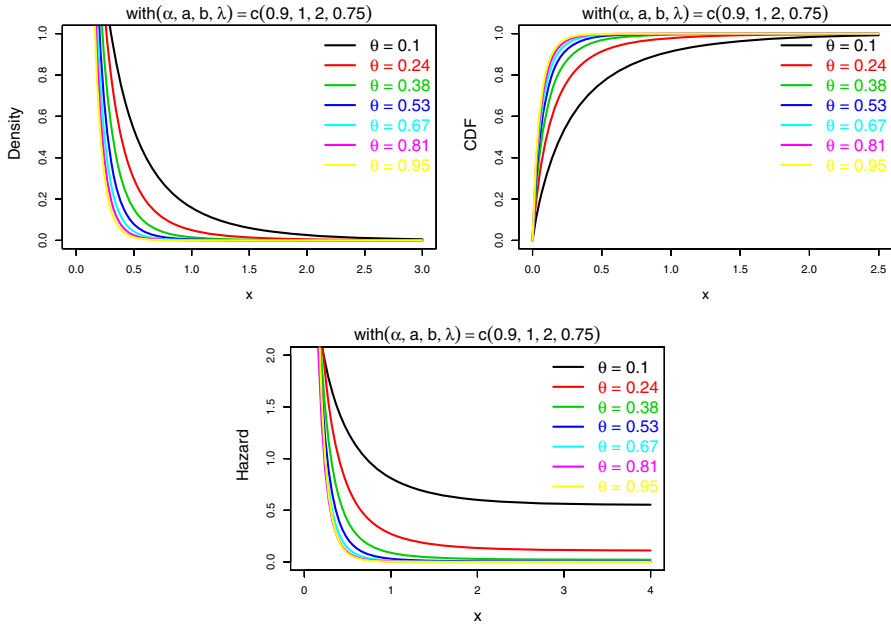 with(α, a, b, λ) = c(0.9, 1, 2, 0.75)
Density
1.0
0.8
0.6
0.4
0.2
0.0
θ = 0.1
θ = 0.24
θ = 0.38
θ = 0.53
θ = 0.67
θ = 0.81
θ = 0.95
0.0 0.5 1.0 1.5 2.0 2.5 3.0
x
with(α, a, b, λ) = c(0.9, 1, 2, 0.75)
CDF
1.0
0.8
0.6
0.4
0.2
0.0
θ = 0.1
θ = 0.24
θ = 0.38
θ = 0.53
θ = 0.67
θ = 0.81
θ = 0.95
0.0 0.5 1.0 1.5 2.0 2.5
x
with(α, a, b, λ) = c(0.9, 1, 2, 0.75)
Hazard
2.0
1.5
1.0
0.5
0.0
θ = 0.1
θ = 0.24
θ = 0.38
θ = 0.53
θ = 0.67
θ = 0.81
θ = 0.95
0 1 2 3 4
x